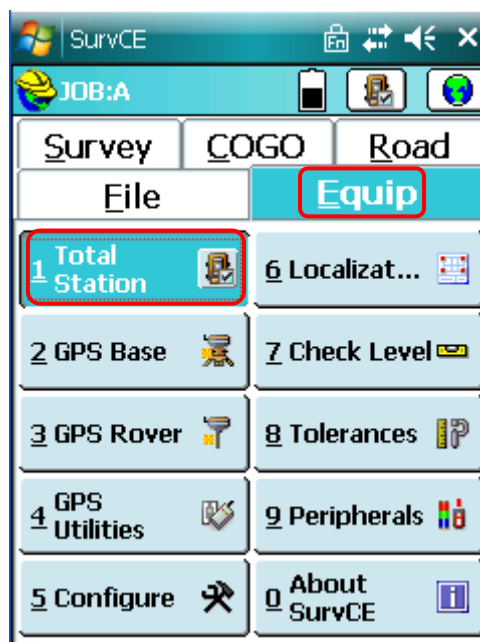 SurvCE
Fn
JOB:A
Survey COGO Road
File Equip
1 Total Station
6 Localizat...
2 GPS Base
7 Check Level
3 GPS Rover
8 Tolerances
4 GPS Utilities
9 Peripherals
5 Configure
0 About SurvCE